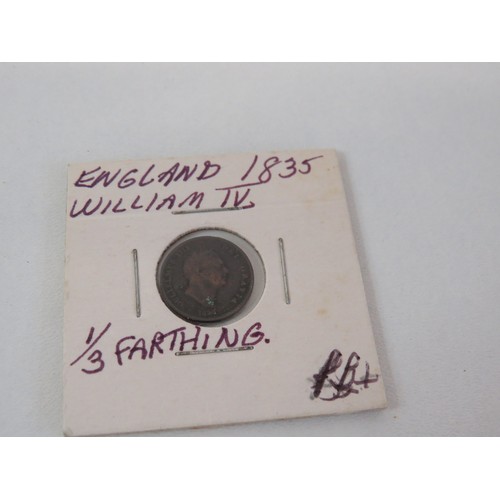 ENGLAND 1835
WILLIAM IV.
1/3 FARTHING.